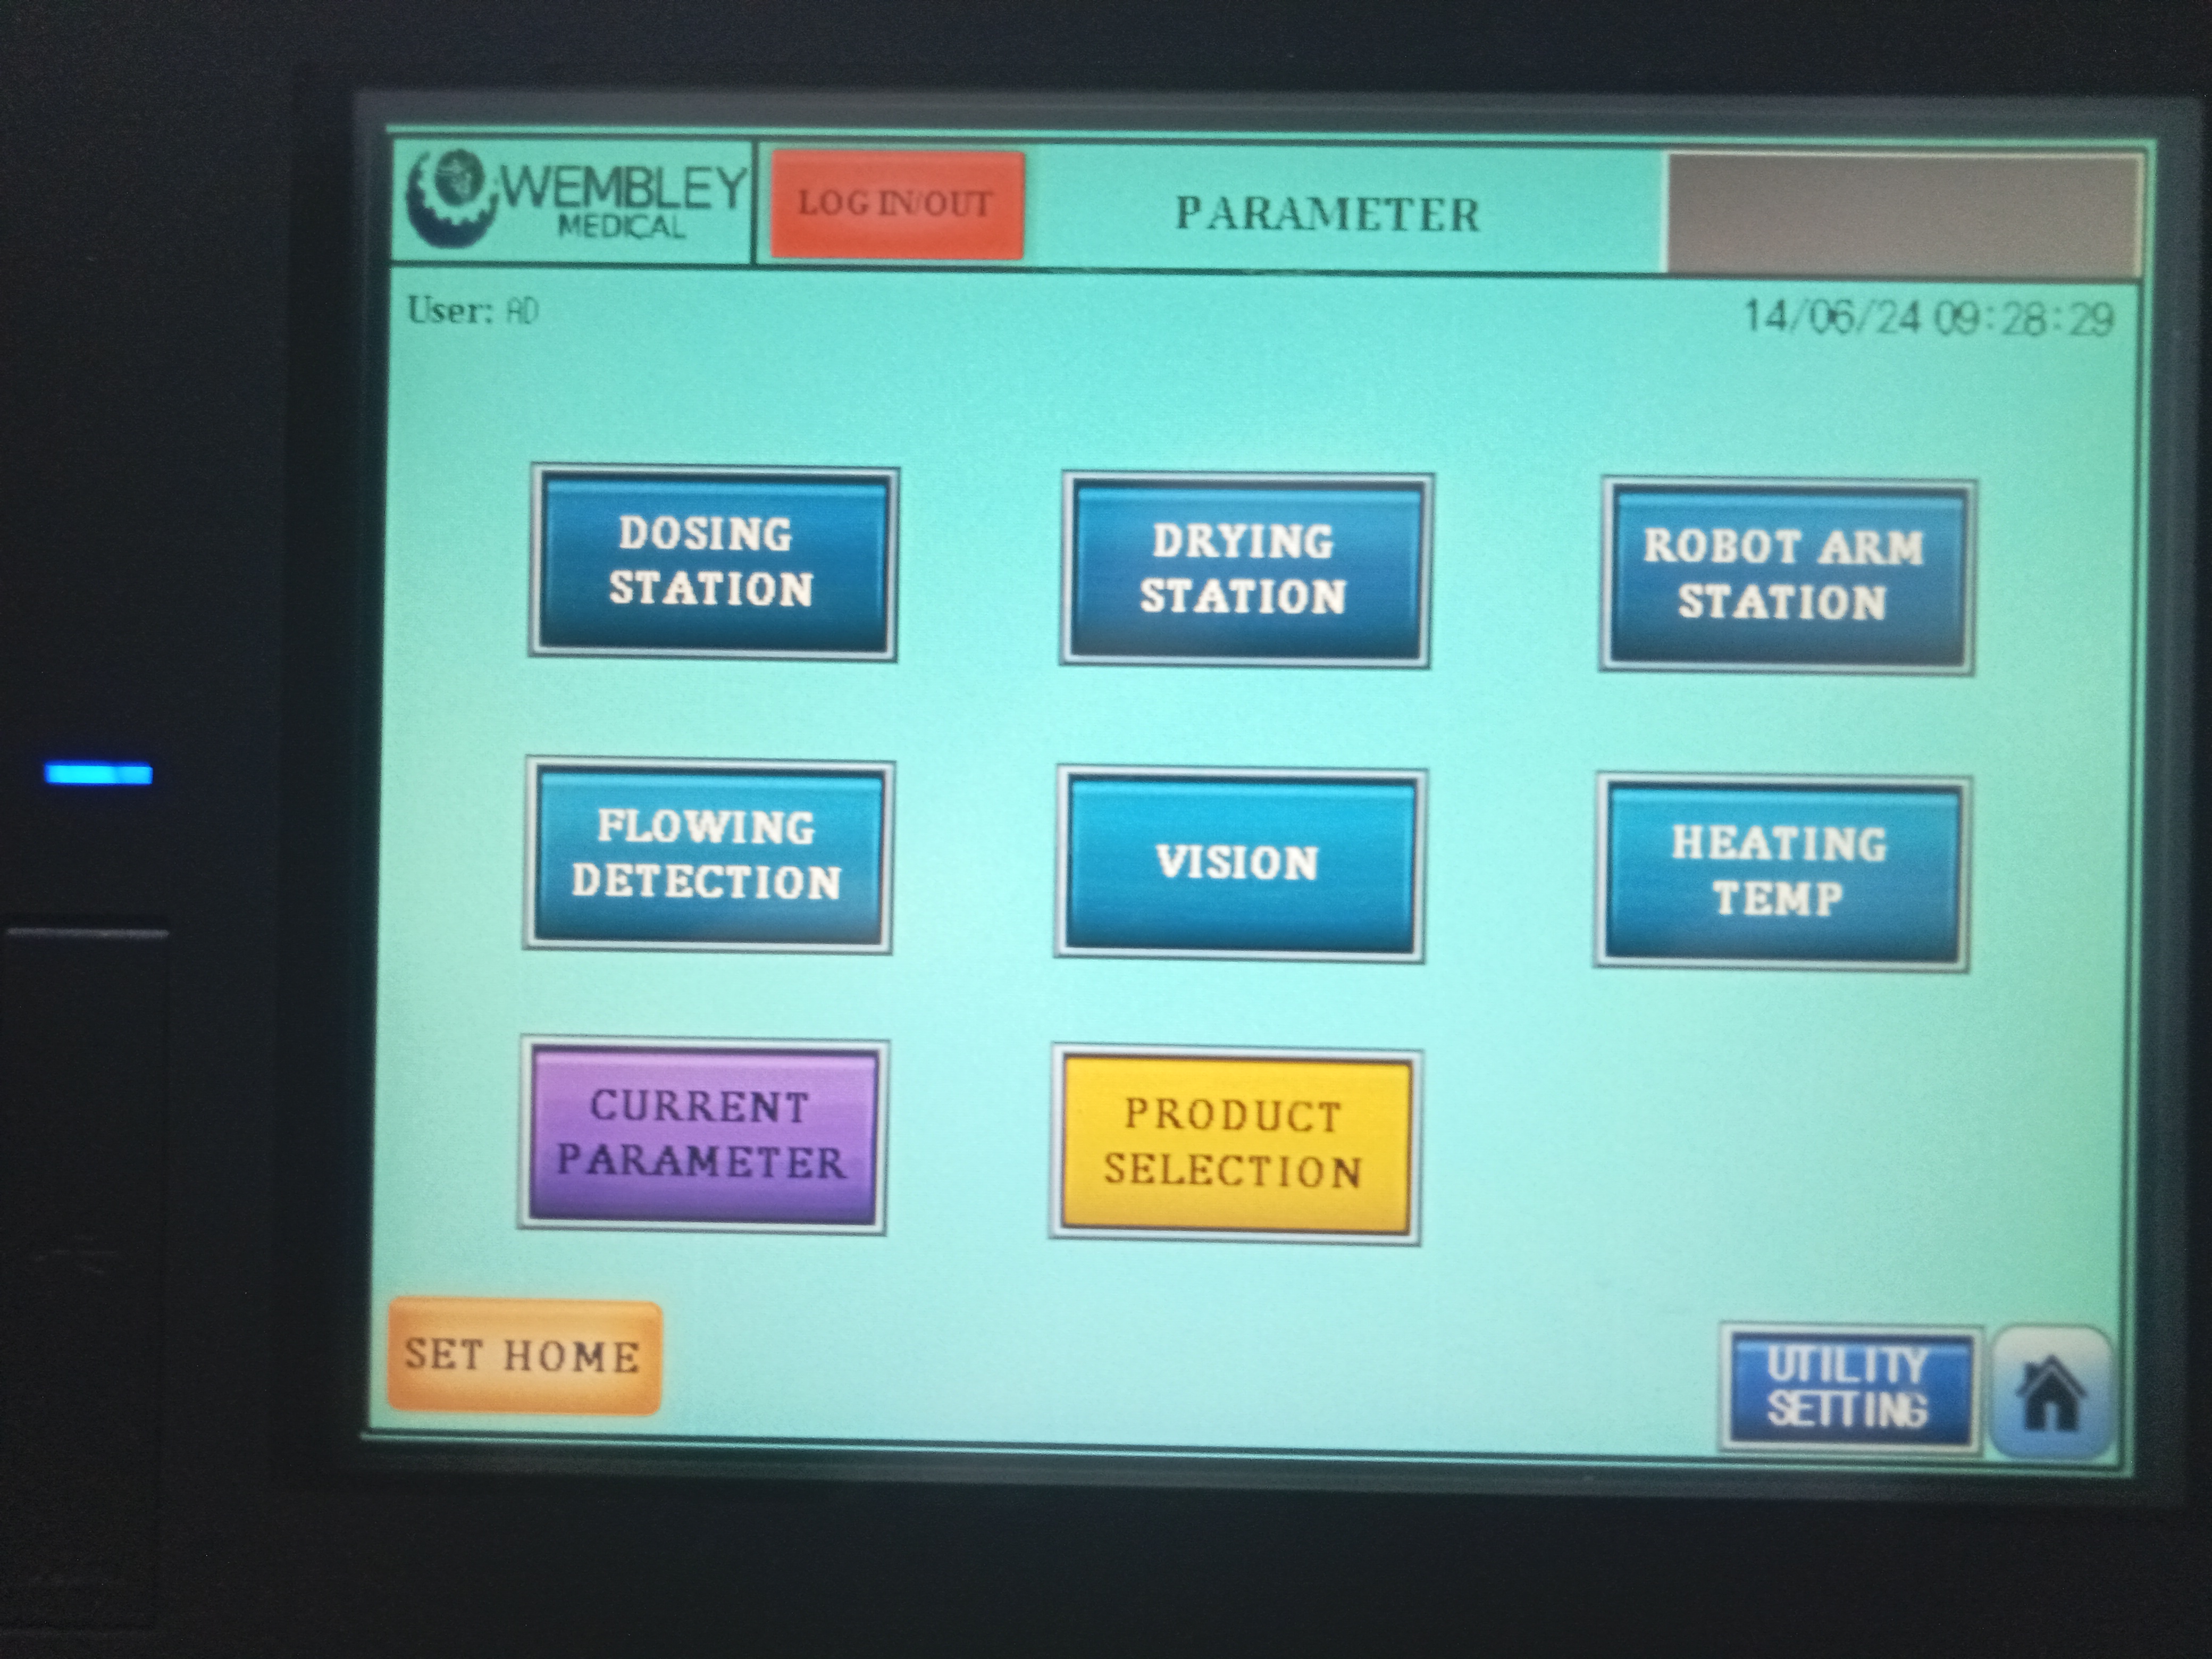 WEMBLEY
MEDICAL
LOG IN/OUT
PARAMETER
User: AD
14/06/24 09:28:29
DOSING
STATION
DRYING
STATION
ROBOT ARM
STATION
FLOWING
DETECTION
VISION
HEATING
TEMP
CURRENT
PARAMETER
PRODUCT
SELECTION
SET HOME
UTILITY
SETTING